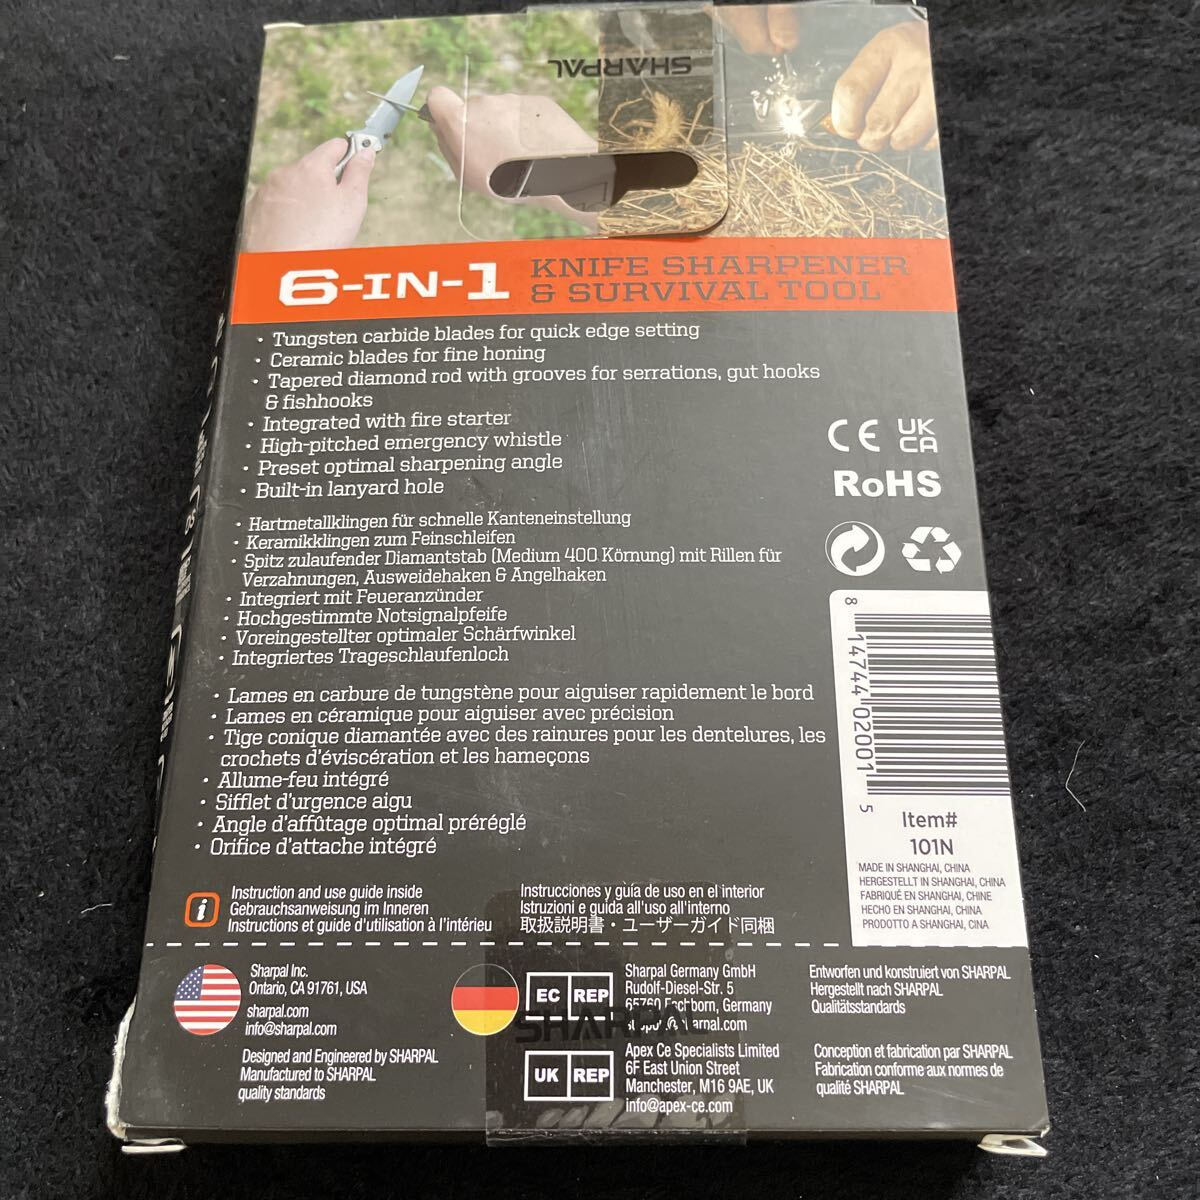 SHARPAL
6-IN-1 KNIFE SHARPENER
& SURVIVAL TOOL
· Tungsten carbide blades for quick edge setting
· Ceramic blades for fine honing
· Tapered diamond rod with grooves for serrations, gut hooks
& fishhooks
· Integrated with fire starter
· High-pitched emergency whistle
· Preset optimal sharpening angle
· Built-in lanyard hole
CE UK
CA
RoHS
· Hartmetallklingen für schnelle Kanteneinstellung
· Keramikklingen zum Feinschleifen
· Spitz zulaufender Diamantstab (Medium 400 Körnung) mit Rillen für
Verzahnungen, Ausweidehaken & Angelhaken
· Integriert mit Feueranzünder
· Hochgestimmte Notsignalpfeife
· Voreingestellter optimaler Schärfwinkel
· Integriertes Trageschlaufenloch
· Lames en carbure de tungstène pour aiguiser rapidement le bord
· Lames en céramique pour aiguiser avec précision
· Tige conique diamantée avec des rainures pour les dentelures, les
crochets d'éviscération et les hameçons
· Allume-feu intégré
· Sifflet d'urgence aigu
· Angle d'affûtage optimal préréglé
· Orifice d'attache intégré
8 14744 02001 5
Item#
101N
MADE IN SHANGHAI, CHINA
HERGESTELLT IN SHANGHAI, CHINA
FABRIQUÉ EN SHANGHAI, CHINE
HECHO EN SHANGHAI, CHINA
PRODOTTO A SHANGHAI, CINA
i
Instruction and use guide inside
Gebrauchsanweisung im Inneren
Instructions et guide d'utilisation à l'intérieu
Instrucciones y guía de uso en el interior
Istruzioni e guida all'uso all'interno
取扱説明書・ユーザーガイド同梱
Sharpal Inc.
Ontario, CA 91761, USA
sharpal.com
info@sharpal.com
Designed and Engineered by SHARPAL
Manufactured to SHARPAL
quality standards
EC REP
Sharpal Germany GmbH
Rudolf-Diesel-Str. 5
65760 Eschborn, Germany
SHARPAL
UK REP
Apex Ce Specialists Limited
6F East Union Street
Manchester, M16 9AE, UK
info@apex-ce.com
Entworfen und konstruiert von SHARPAL
Hergestellt nach SHARPAL
Qualitätsstandards
Conception et fabrication par SHARPAL
Fabrication conforme aux normes de
qualité SHARPAL